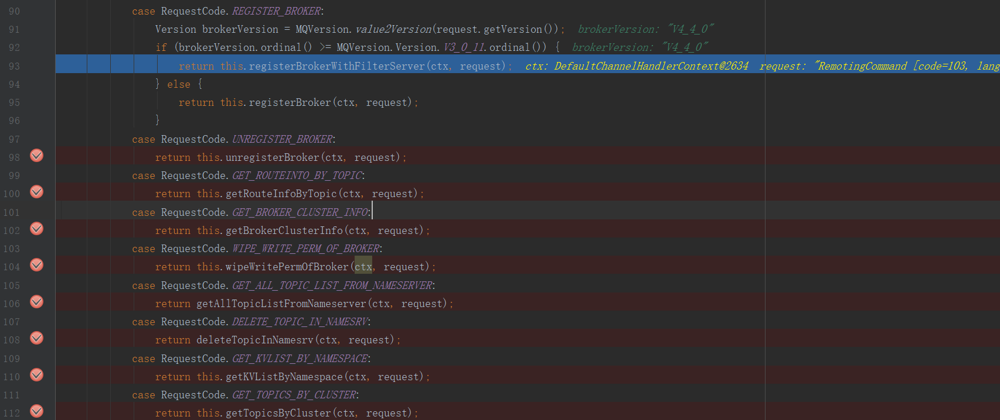 90 case RequestCode.REGISTER_BROKER:
91 Version brokerVersion = MQVersion.value2Version(request.getVersion()); brokerVersion: "V4_4_0"
92 if (brokerVersion.ordinal() >= MQVersion.Version.V3_0_11.ordinal()) { brokerVersion: "V4_4_0"
93 return this.registerBrokerWithFilterServer(ctx, request); ctx: DefaultChannelHandlerContext@2634 request: "RemotingCommand [code=103, lang
94 } else {
95 return this.registerBroker(ctx, request);
96 }
97 case RequestCode.UNREGISTER_BROKER:
98 return this.unregisterBroker(ctx, request);
99 case RequestCode.GET_ROUTEINTO_BY_TOPIC:
100 return this.getRouteInfoByTopic(ctx, request);
101 case RequestCode.GET_BROKER_CLUSTER_INFO:
102 return this.getBrokerClusterInfo(ctx, request);
103 case RequestCode.WIPE_WRITE_PERM_OF_BROKER:
104 return this.wipeWritePermOfBroker(ctx, request);
105 case RequestCode.GET_ALL_TOPIC_LIST_FROM_NAMESERVER:
106 return getAllTopicListFromNameserver(ctx, request);
107 case RequestCode.DELETE_TOPIC_IN_NAMESRV:
108 return deleteTopicInNamesrv(ctx, request);
109 case RequestCode.GET_KVLIST_BY_NAMESPACE:
110 return this.getKVListByNamespace(ctx, request);
111 case RequestCode.GET_TOPICS_BY_CLUSTER:
112 return this.getTopicsByCluster(ctx, request);